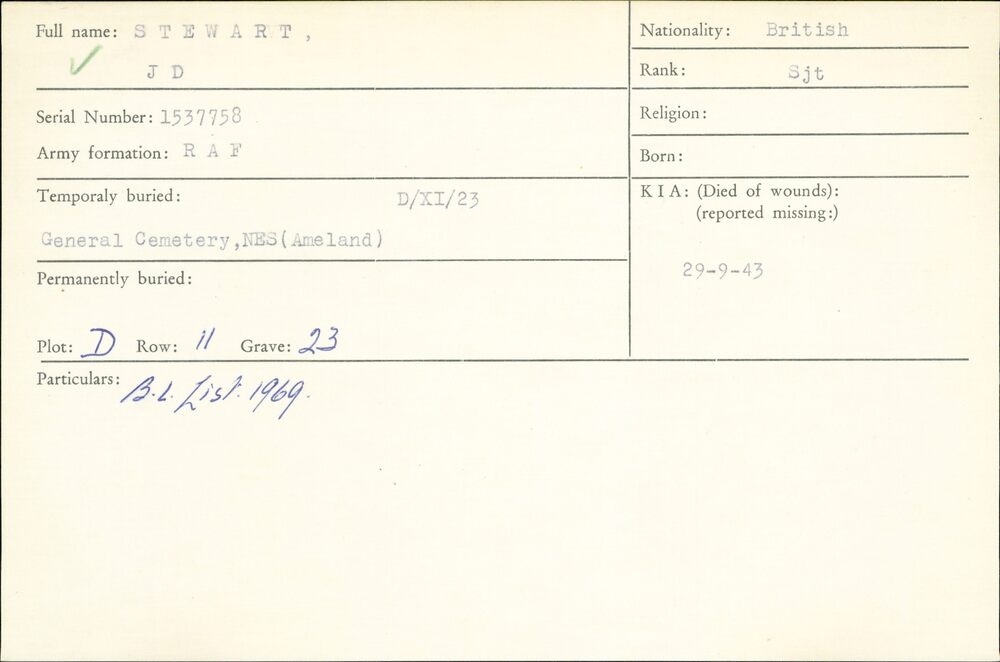 Full name: S T E W A R T ,
J D
Serial Number: 1537758
Army formation: R A F
Temporaly buried: D/XI/23
General Cemetery,NES(Ameland)
Permanently buried:
Plot: D Row: 11 Grave: 23
Particulars: B.L. List. 1969.
Nationality: British
Rank: Sjt
Religion:
Born:
K I A: (Died of wounds):
(reported missing:)
29-9-43